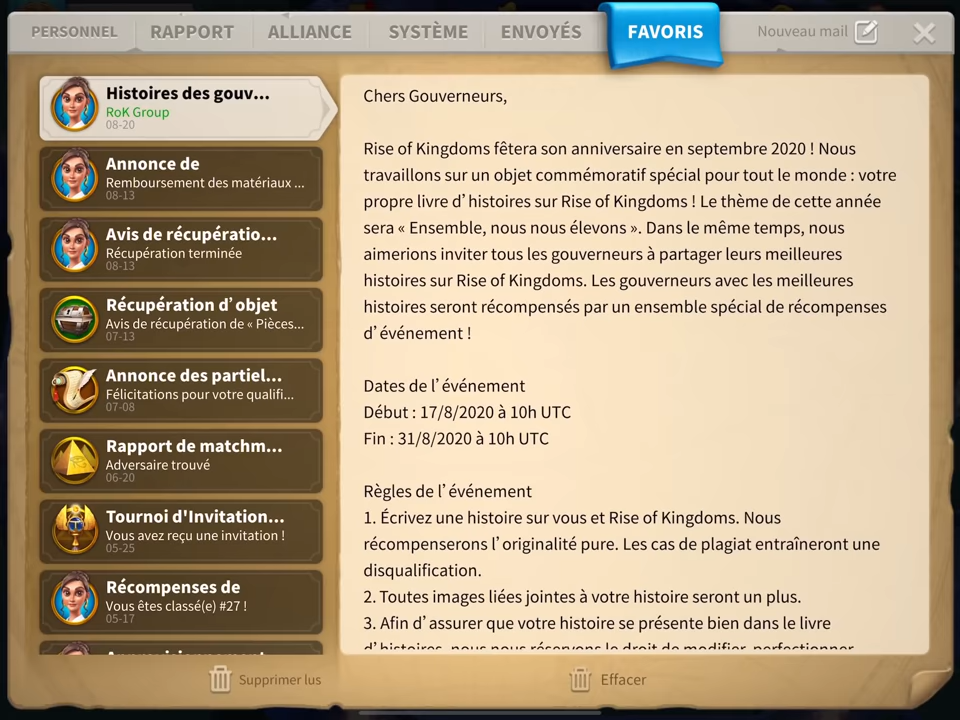 PERSONNEL
RAPPORT
ALLIANCE
SYSTÈME
ENVOYÉS
FAVORIS
Nouveau mail
Histoires des gouv...
RoK Group
08-20
Annonce de
Remboursement des matériaux ...
08-13
Avis de récupératio...
Récupération terminée
08-13
Récupération d'objet
Avis de récupération de « Pièces...
07-13
Annonce des partiel...
Félicitations pour votre qualifi...
07-08
Rapport de matchm...
Adversaire trouvé
06-20
Tournoi d'Invitation...
Vous avez reçu une invitation !
05-25
Récompenses de
Vous êtes classé(e) #27 !
05-17
Supprimer lus
Chers Gouverneurs,
Rise of Kingdoms fêtera son anniversaire en septembre 2020 ! Nous
travaillons sur un objet commémoratif spécial pour tout le monde : votre
propre livre d'histoires sur Rise of Kingdoms ! Le thème de cette année
sera « Ensemble, nous nous élevons ». Dans le même temps, nous
aimerions inviter tous les gouverneurs à partager leurs meilleures
histoires sur Rise of Kingdoms. Les gouverneurs avec les meilleures
histoires seront récompensés par un ensemble spécial de récompenses
d'événement !
Dates de l'événement
Début : 17/8/2020 à 10h UTC
Fin : 31/8/2020 à 10h UTC
Règles de l'événement
1. Écrivez une histoire sur vous et Rise of Kingdoms. Nous
récompenserons l'originalité pure. Les cas de plagiat entraîneront une
disqualification.
2. Toutes images liées jointes à votre histoire seront un plus.
3. Afin d'assurer que votre histoire se présente bien dans le livre
d'histoires, nous nous réservons le droit de modifier, perfectionner
Effacer